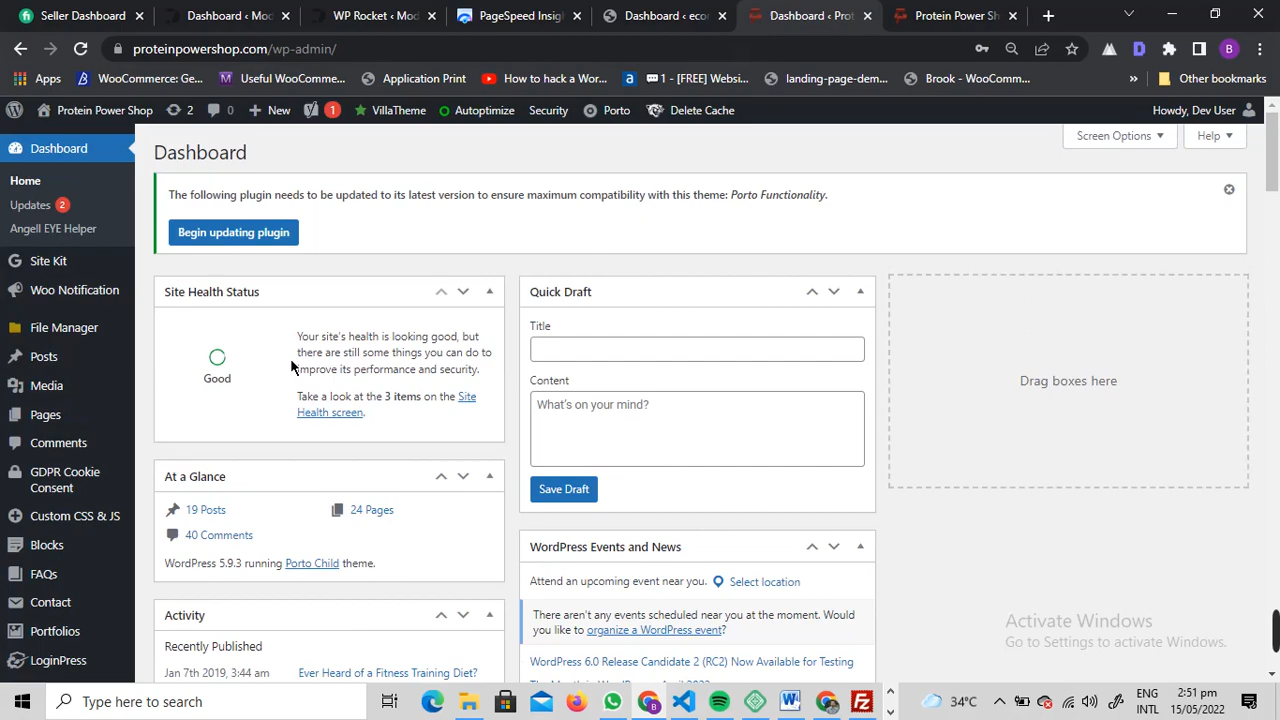 Seller Dashboard
Dashboard ‹ Mod
WP Rocket ‹ Mod
PageSpeed Insig
Dashboard ‹ ecor
Dashboard ‹ Prot
Protein Power Sh
proteinpowershop.com/wp-admin/
Apps
WooCommerce: Ge...
Useful WooComme...
Application Print
How to hack a Wor...
1 - [FREE] Websi...
landing-page-dem...
Brook – WooComm...
Other bookmarks
Protein Power Shop
2
0
New
1
VillaTheme
Autoptimize
Security
Porto
Delete Cache
Howdy, Dev User
Dashboard
Home
Updates 2
Angell EYE Helper
Site Kit
Woo Notification
File Manager
Posts
Media
Pages
Comments
GDPR Cookie
Consent
Custom CSS & JS
Blocks
FAQs
Contact
Portfolios
LoginPress
Screen Options
Help
Dashboard
The following plugin needs to be updated to its latest version to ensure maximum compatibility with this theme: Porto Functionality.
Begin updating plugin
Site Health Status
Good
Your site's health is looking good, but
there are still some things you can do to
improve its performance and security.
Take a look at the 3 items on the Site
Health screen.
At a Glance
19 Posts
24 Pages
40 Comments
WordPress 5.9.3 running Porto Child theme.
Activity
Recently Published
Jan 7th 2019, 3:44 am
Ever Heard of a Fitness Training Diet?
Quick Draft
Title
Content
What's on your mind?
Save Draft
WordPress Events and News
Attend an upcoming event near you.
Select location
There aren't any events scheduled near you at the moment. Would
you like to organize a WordPress event?
WordPress 6.0 Release Candidate 2 (RC2) Now Available for Testing
Drag boxes here
Activate Windows
Go to Settings to activate Windows.
Type here to search
34°C
ENG
INTL
2:51 pm
15/05/2022